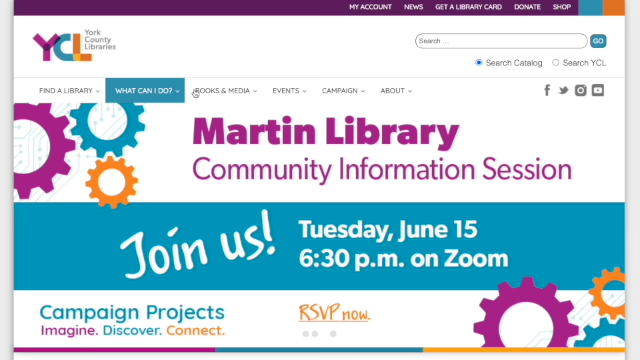 MY ACCOUNT NEWS GET A LIBRARY CARD DONATE SHOP
YCL York
County
Libraries
Search ... GO
Search Catalog Search YCL
FIND A LIBRARY WHAT CAN I DO? BOOKS & MEDIA EVENTS CAMPAIGN ABOUT
Martin Library
Community Information Session
Join us!
Tuesday, June 15
6:30 p.m. on Zoom
Campaign Projects
Imagine. Discover. Connect.
RSVP now.